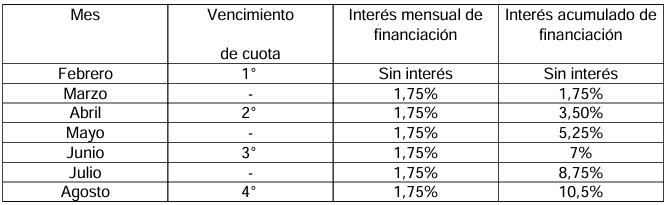 Mes Vencimiento de cuota Interés mensual de financiación Interés acumulado de financiación
Febrero 1° Sin interés Sin interés
Marzo - 1,75% 1,75%
Abril 2° 1,75% 3,50%
Mayo - 1,75% 5,25%
Junio 3° 1,75% 7%
Julio - 1,75% 8,75%
Agosto 4° 1,75% 10,5%